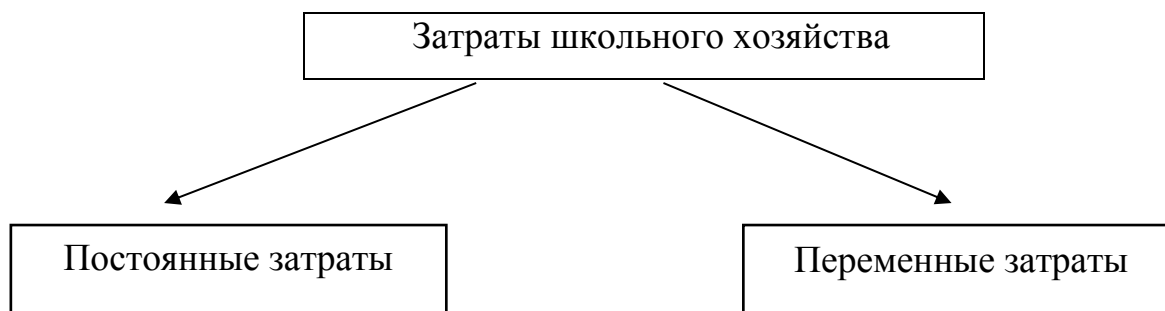 Затраты школьного хозяйства
Постоянные затраты
Переменные затраты